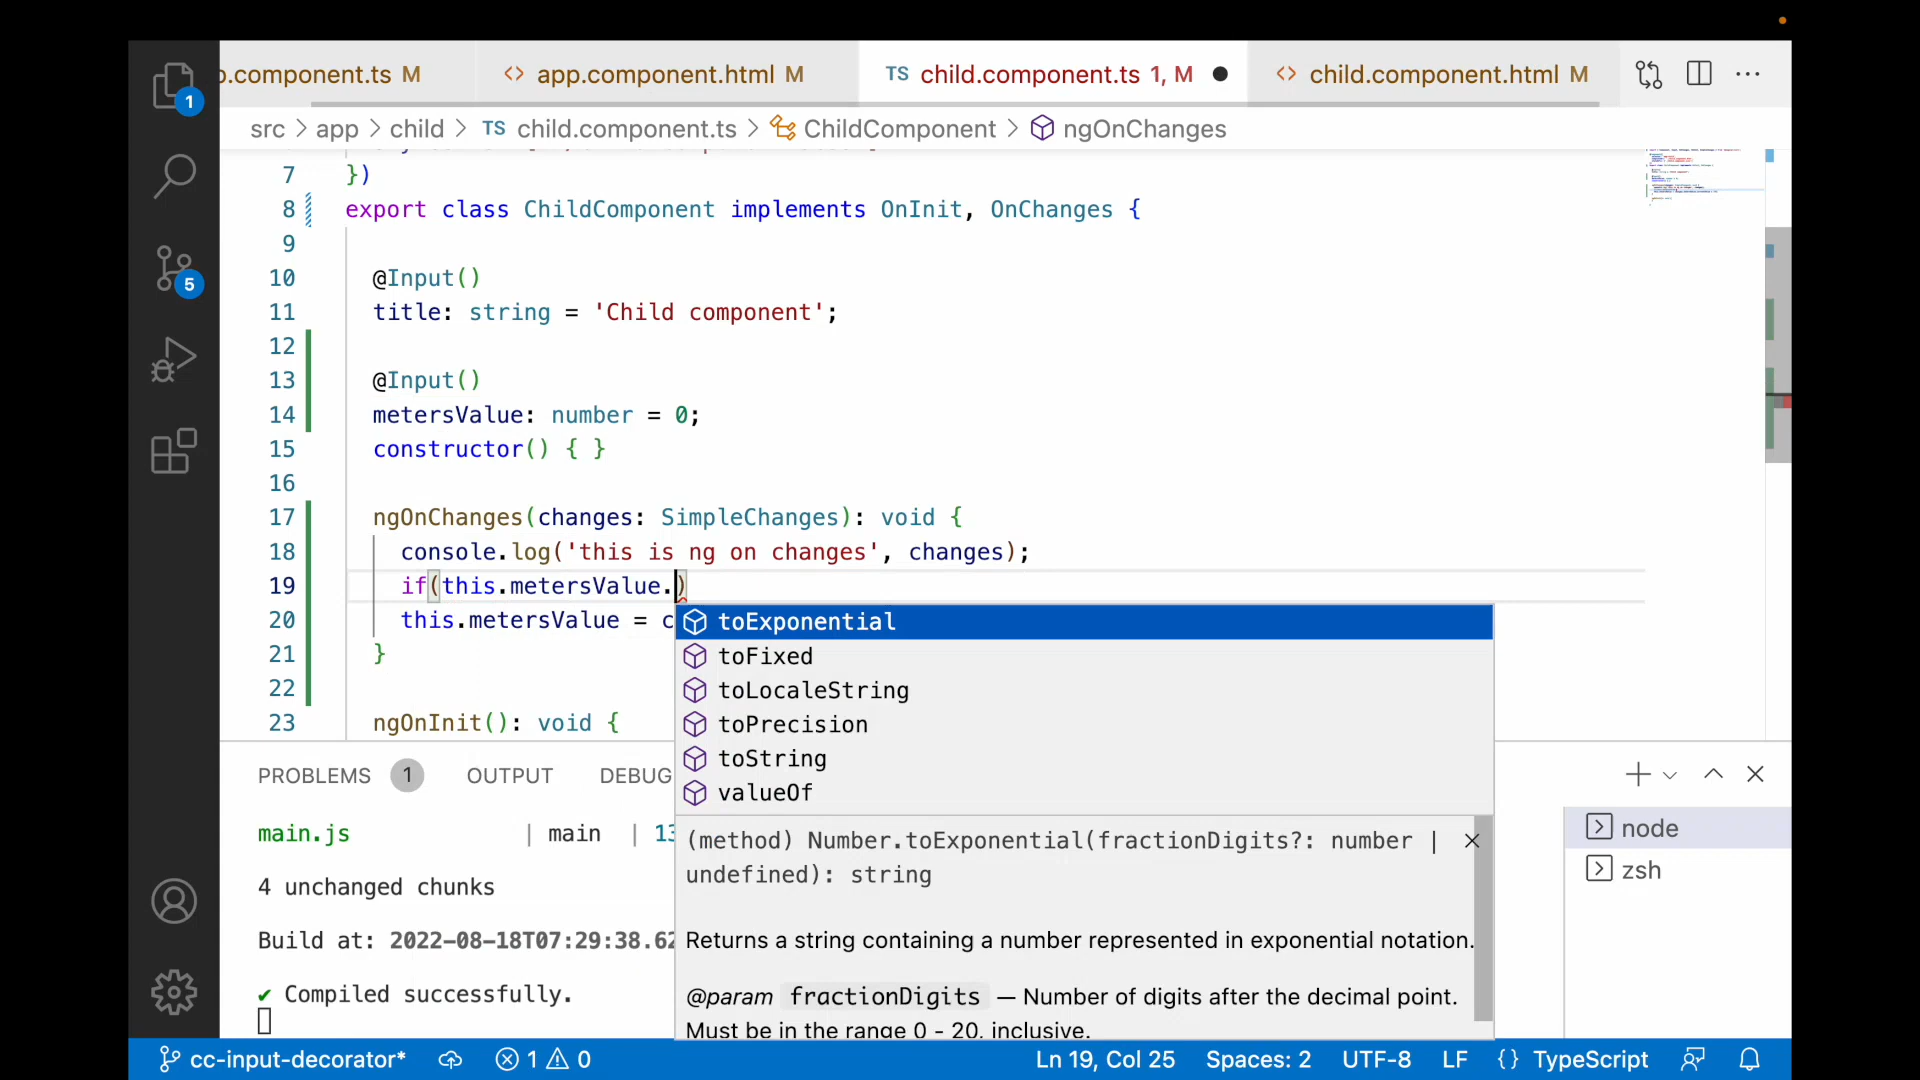 o.component.ts M
<> app.component.html M
TS child.component.ts 1, M
<> child.component.html M
src > app > child > TS child.component.ts > ChildComponent > ngOnChanges
7 })
8 export class ChildComponent implements OnInit, OnChanges {
9
10 @Input()
11 title: string = 'Child component';
12
13 @Input()
14 metersValue: number = 0;
15 constructor() { }
16
17 ngOnChanges(changes: SimpleChanges): void {
18 console.log('this is ng on changes', changes);
19 if(this.metersValue.)
20 this.metersValue = c
21 }
22
23 ngOnInit(): void {
toExponential
toFixed
toLocaleString
toPrecision
toString
valueOf
(method) Number.toExponential(fractionDigits?: number |
undefined): string
Returns a string containing a number represented in exponential notation.
@param fractionDigits — Number of digits after the decimal point.
Must be in the range 0 - 20, inclusive.
1
5
PROBLEMS 1 OUTPUT DEBUG
main.js | main | 13
4 unchanged chunks
Build at: 2022-08-18T07:29:38.62
✔ Compiled successfully.
node
zsh
cc-input-decorator* 1 0 Ln 19, Col 25 Spaces: 2 UTF-8 LF {} TypeScript